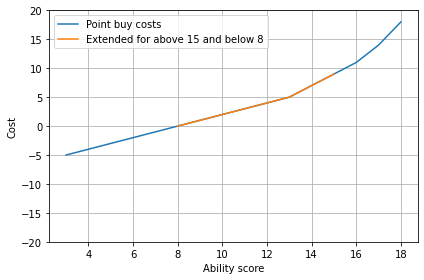 Point buy costs
Extended for above 15 and below 8
20
15
10
5
0
−5
−10
−15
−20
Cost
4 6 8 10 12 14 16 18
Ability score